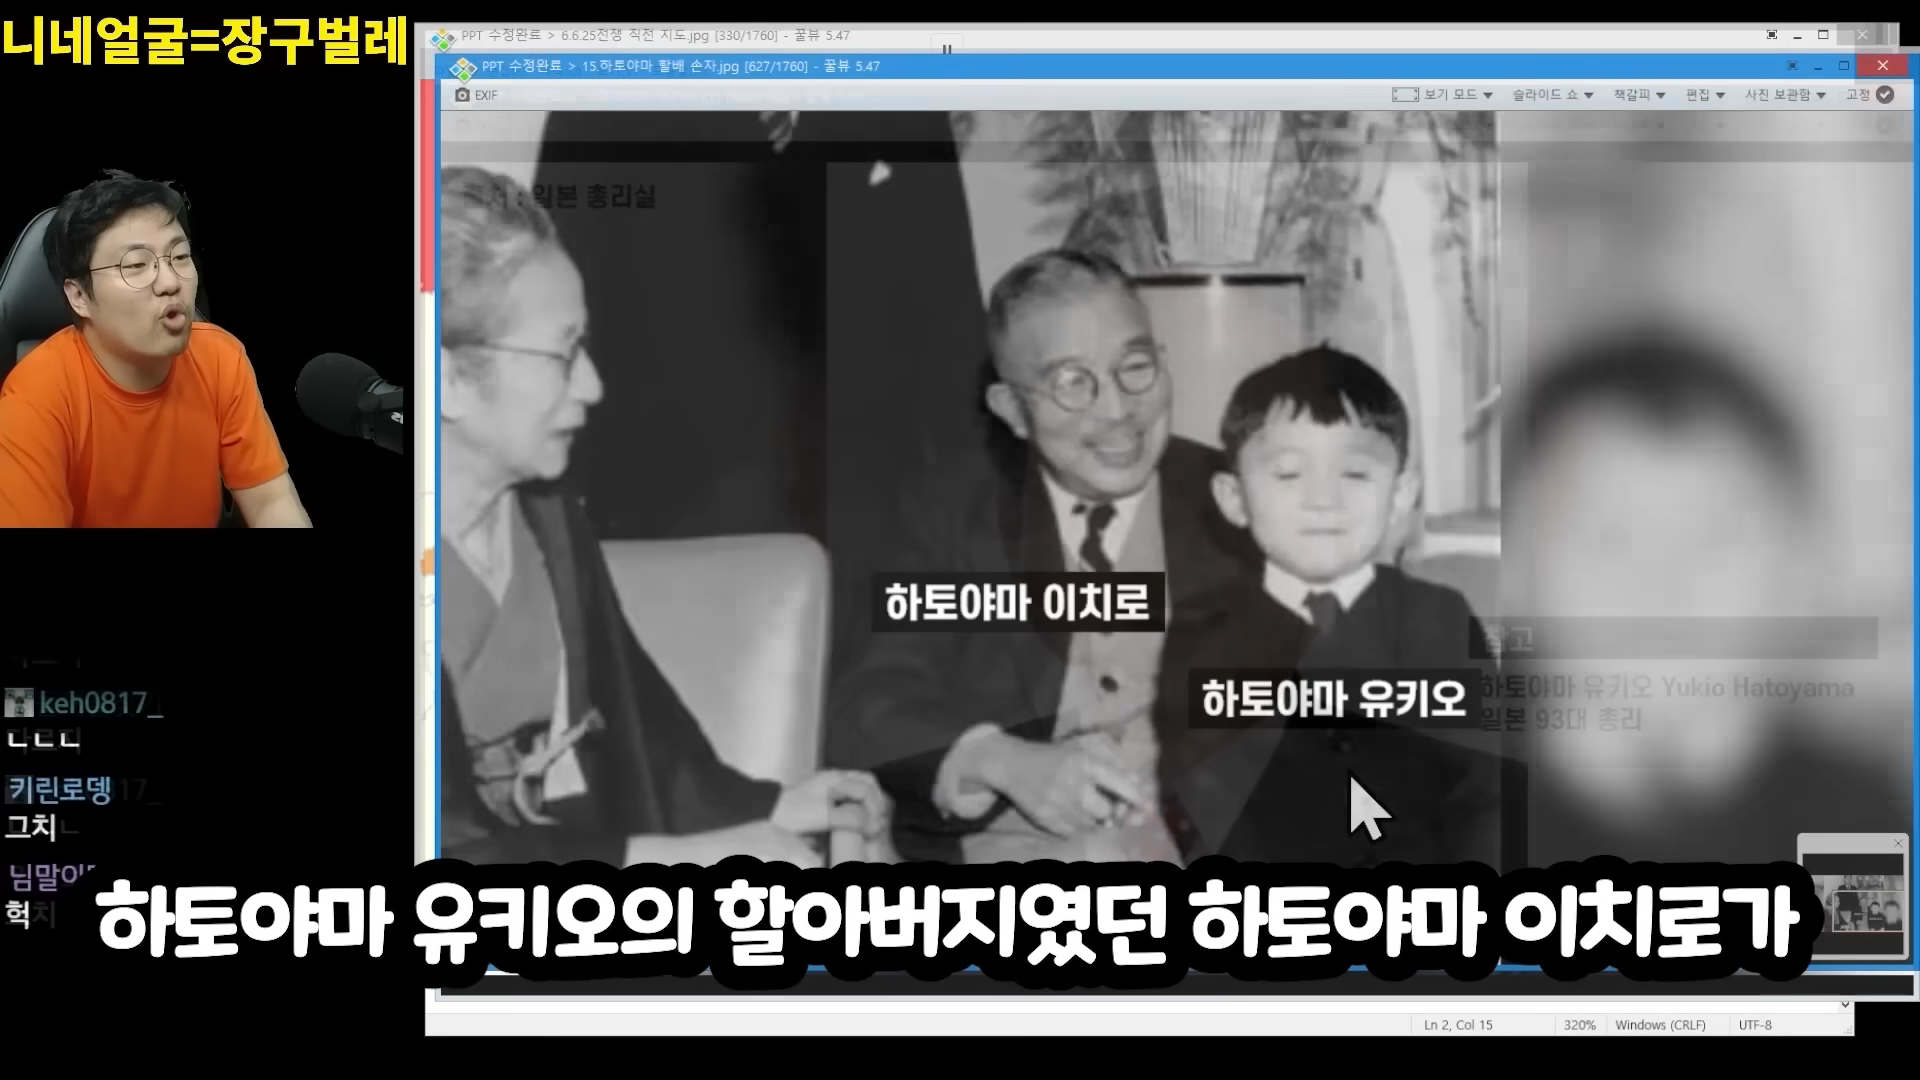 니네얼굴=장구벌레
PPT 수정완료 > 6.6.25전쟁 직전 지도.jpg [330/1760] - 꿀뷰 5.47
PPT 수정완료 > 15.하토야마 할배 손자.jpg [627/1760] - 꿀뷰 5.47
EXIF
보기 모드
슬라이드 쇼
책갈피
편집
사진 보관함
고정
출처 : 일본 총리실
하토야마 이치로
참고
하토야마 유키오
하토야마 유키오 Yukio Hatoyama
일본 93대 총리
keh0817_
ㄴㄷㄴ
키린로뎅
그치
님말이
헉
하토야마 유키오의 할아버지였던 하토야마 이치로가
Ln 2, Col 15
320%
Windows (CRLF)
UTF-8